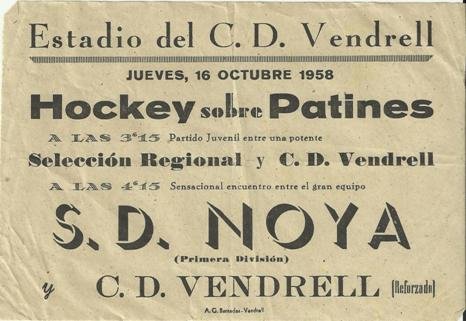 Estadio del C. D. Vendrell
JUEVES, 16 OCTUBRE 1958
Hockey sobre Patines
A LAS 3'15 Partido Juvenil entre una potente
Selección Regional y C. D. Vendrell
A LAS 4'15 Sensacional encuentro entre el gran equipo
S. D. NOYA
(Primera División)
y C. D. VENDRELL (Reforzado)
A. G. -Vendrell